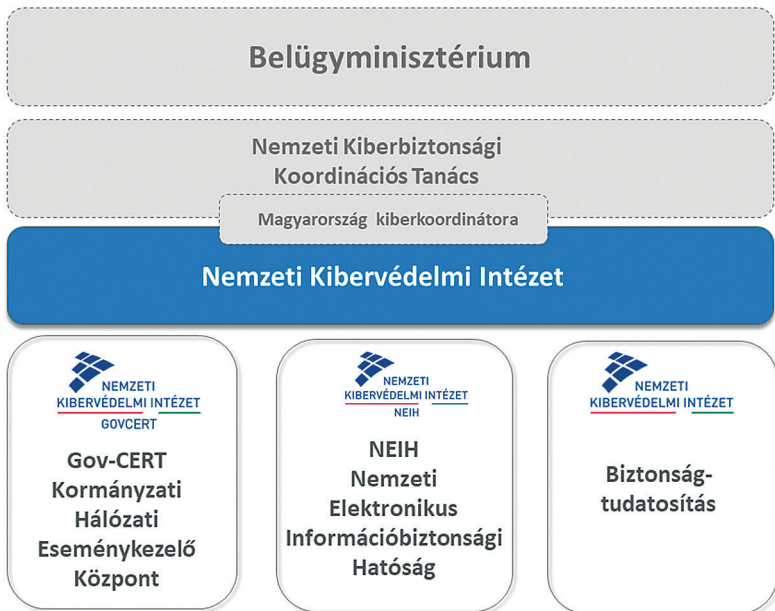 Belügyminisztérium
Nemzeti Kiberbiztonsági
Koordinációs Tanács
Magyarország kiberkoordinátora
Nemzeti Kibervédelmi Intézet
NEMZETI
KIBERVÉDELMI INTÉZET
GOVCERT
Gov-CERT
Kormányzati
Hálózati
Eseménykezelő
Központ
NEMZETI
KIBERVÉDELMI INTÉZET
NEIH
NEIH
Nemzeti
Elektronikus
Információbiztonsági
Hatóság
NEMZETI
KIBERVÉDELMI INTÉZET
Biztonság-
tudatosítás